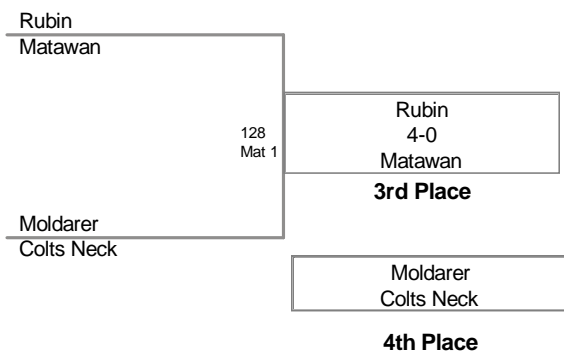 Rubin
Matawan
128
Mat 1
Rubin
4-0
Matawan
3rd Place
Moldarer
Colts Neck
Moldarer
Colts Neck
4th Place